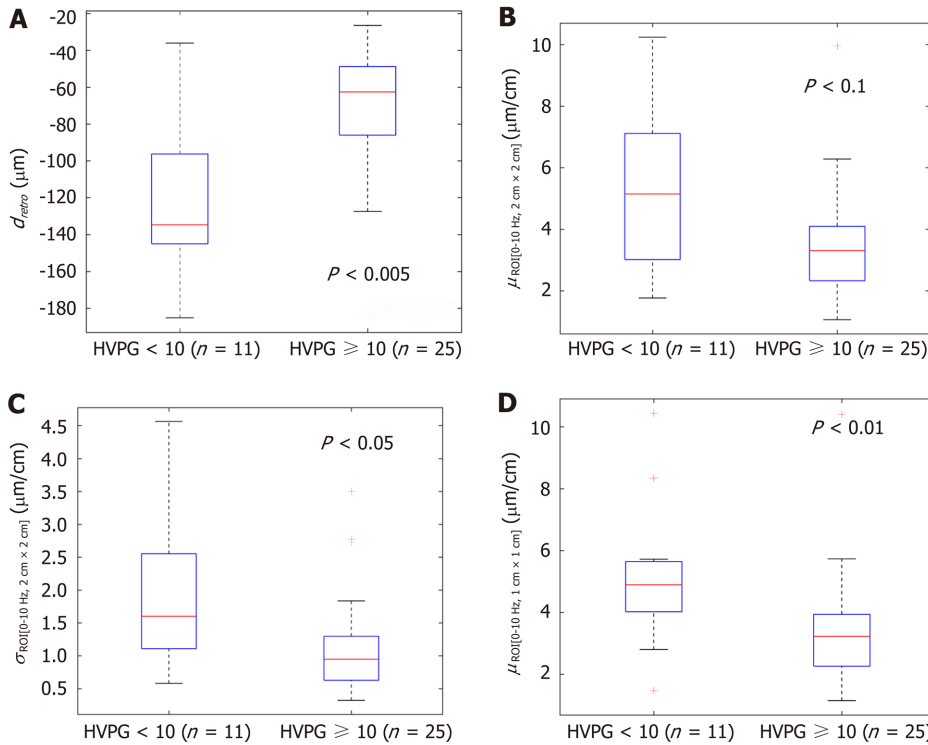 A
-20
-40
-60
-80
-100
-120
-140
-160
-180
d_retro (μm)
P < 0.005
HVPG < 10 (n = 11)
HVPG ⩾ 10 (n = 25)
B
10
8
6
4
2
μ_ROI[0-10 Hz, 2 cm × 2 cm] (μm/cm)
P < 0.1
HVPG < 10 (n = 11)
HVPG ⩾ 10 (n = 25)
C
4.5
4.0
3.5
3.0
2.5
2.0
1.5
1.0
0.5
σ_ROI[0-10 Hz, 2 cm × 2 cm] (μm/cm)
P < 0.05
HVPG < 10 (n = 11)
HVPG ⩾ 10 (n = 25)
D
10
8
6
4
2
μ_ROI[0-10 Hz, 1 cm × 1 cm] (μm/cm)
P < 0.01
HVPG < 10 (n = 11)
HVPG ⩾ 10 (n = 25)